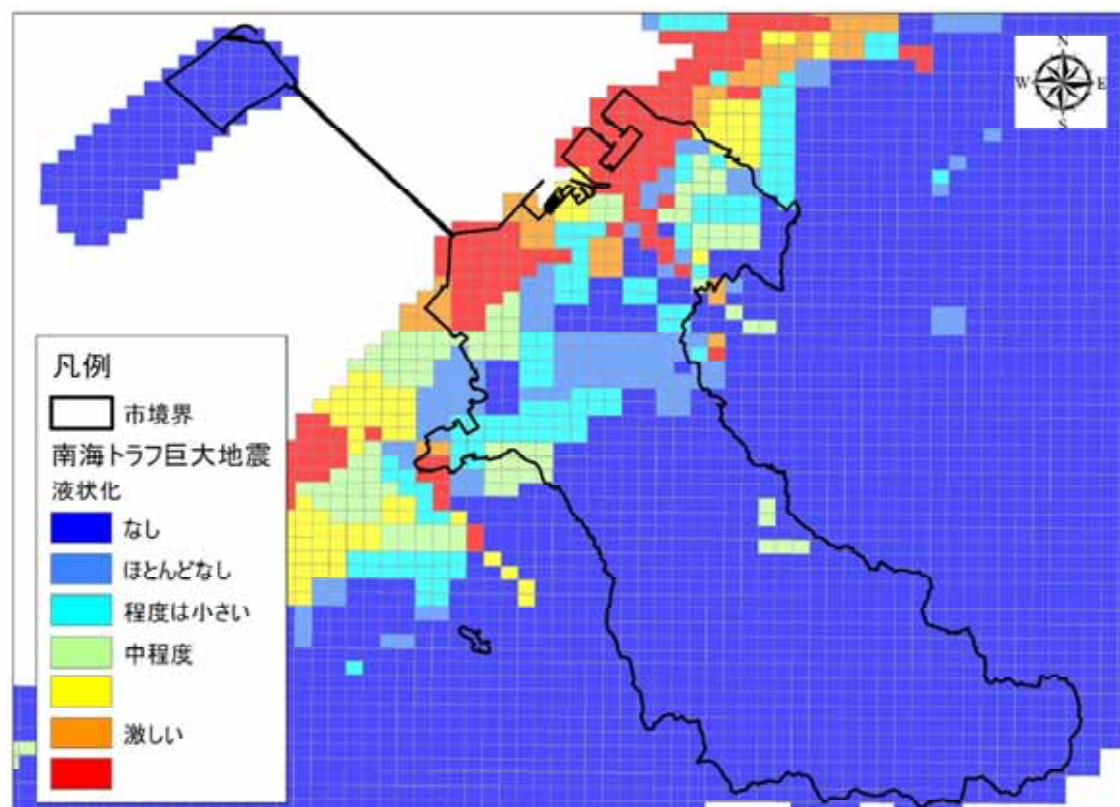 N
W E
S
凡例
市境界
南海トラフ巨大地震
液状化
なし
ほとんどなし
程度は小さい
中程度
激しい